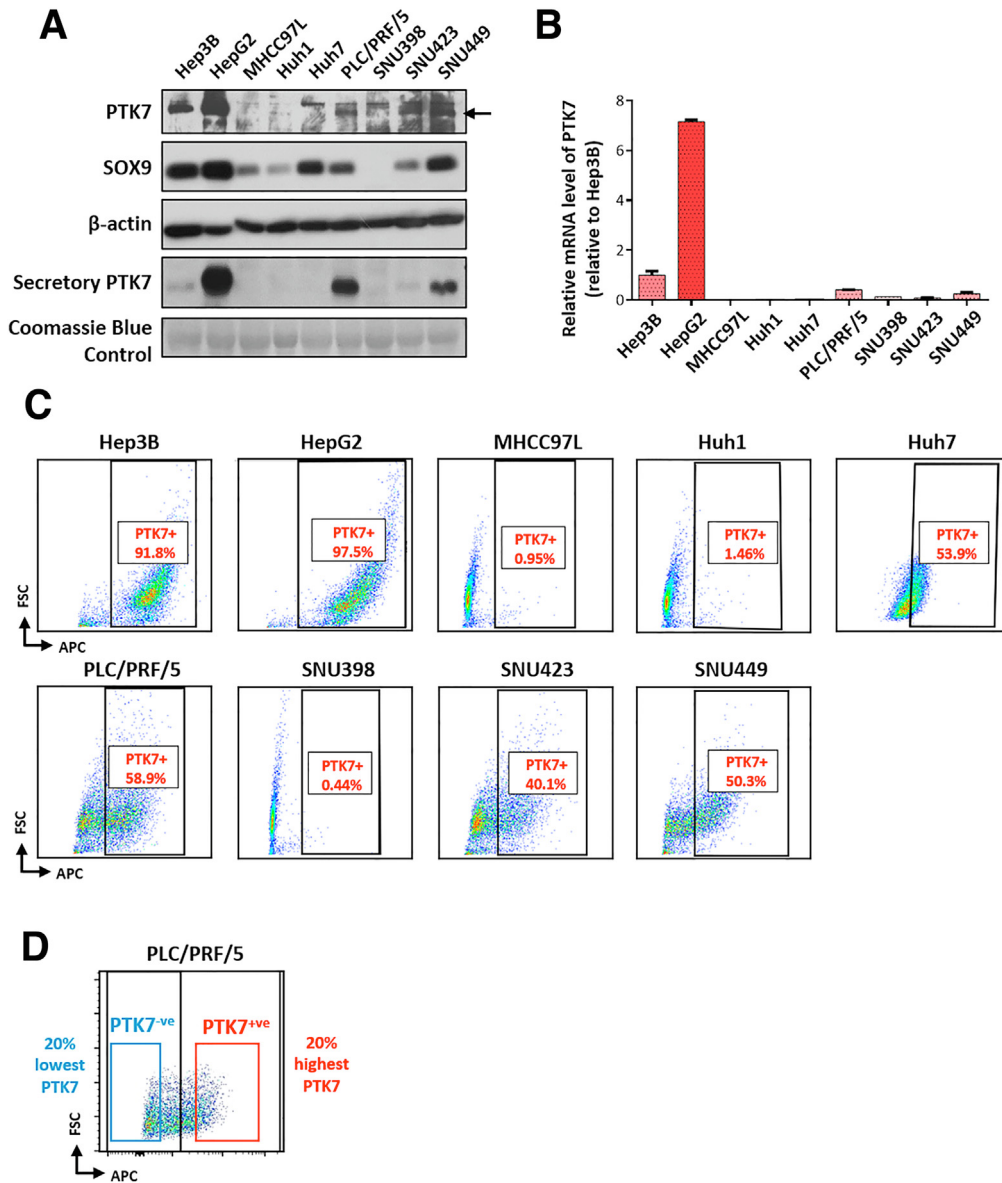 A
Hep3B
HepG2
MHCC97L
Huh1
Huh7
PLC/PRF/5
SNU398
SNU423
SNU449
PTK7
SOX9
β-actin
Secretory PTK7
Coomassie Blue
Control
B
Relative mRNA level of PTK7
(relative to Hep3B)
8
6
4
2
0
Hep3B
HepG2
MHCC97L
Huh1
Huh7
PLC/PRF/5
SNU398
SNU423
SNU449
C
Hep3B
PTK7+
91.8%
HepG2
PTK7+
97.5%
MHCC97L
PTK7+
0.95%
Huh1
PTK7+
1.46%
Huh7
PTK7+
53.9%
FSC
APC
PLC/PRF/5
PTK7+
58.9%
SNU398
PTK7+
0.44%
SNU423
PTK7+
40.1%
SNU449
PTK7+
50.3%
FSC
APC
D
PLC/PRF/5
20%
lowest
PTK7
PTK7-ve
PTK7+ve
20%
highest
PTK7
FSC
APC